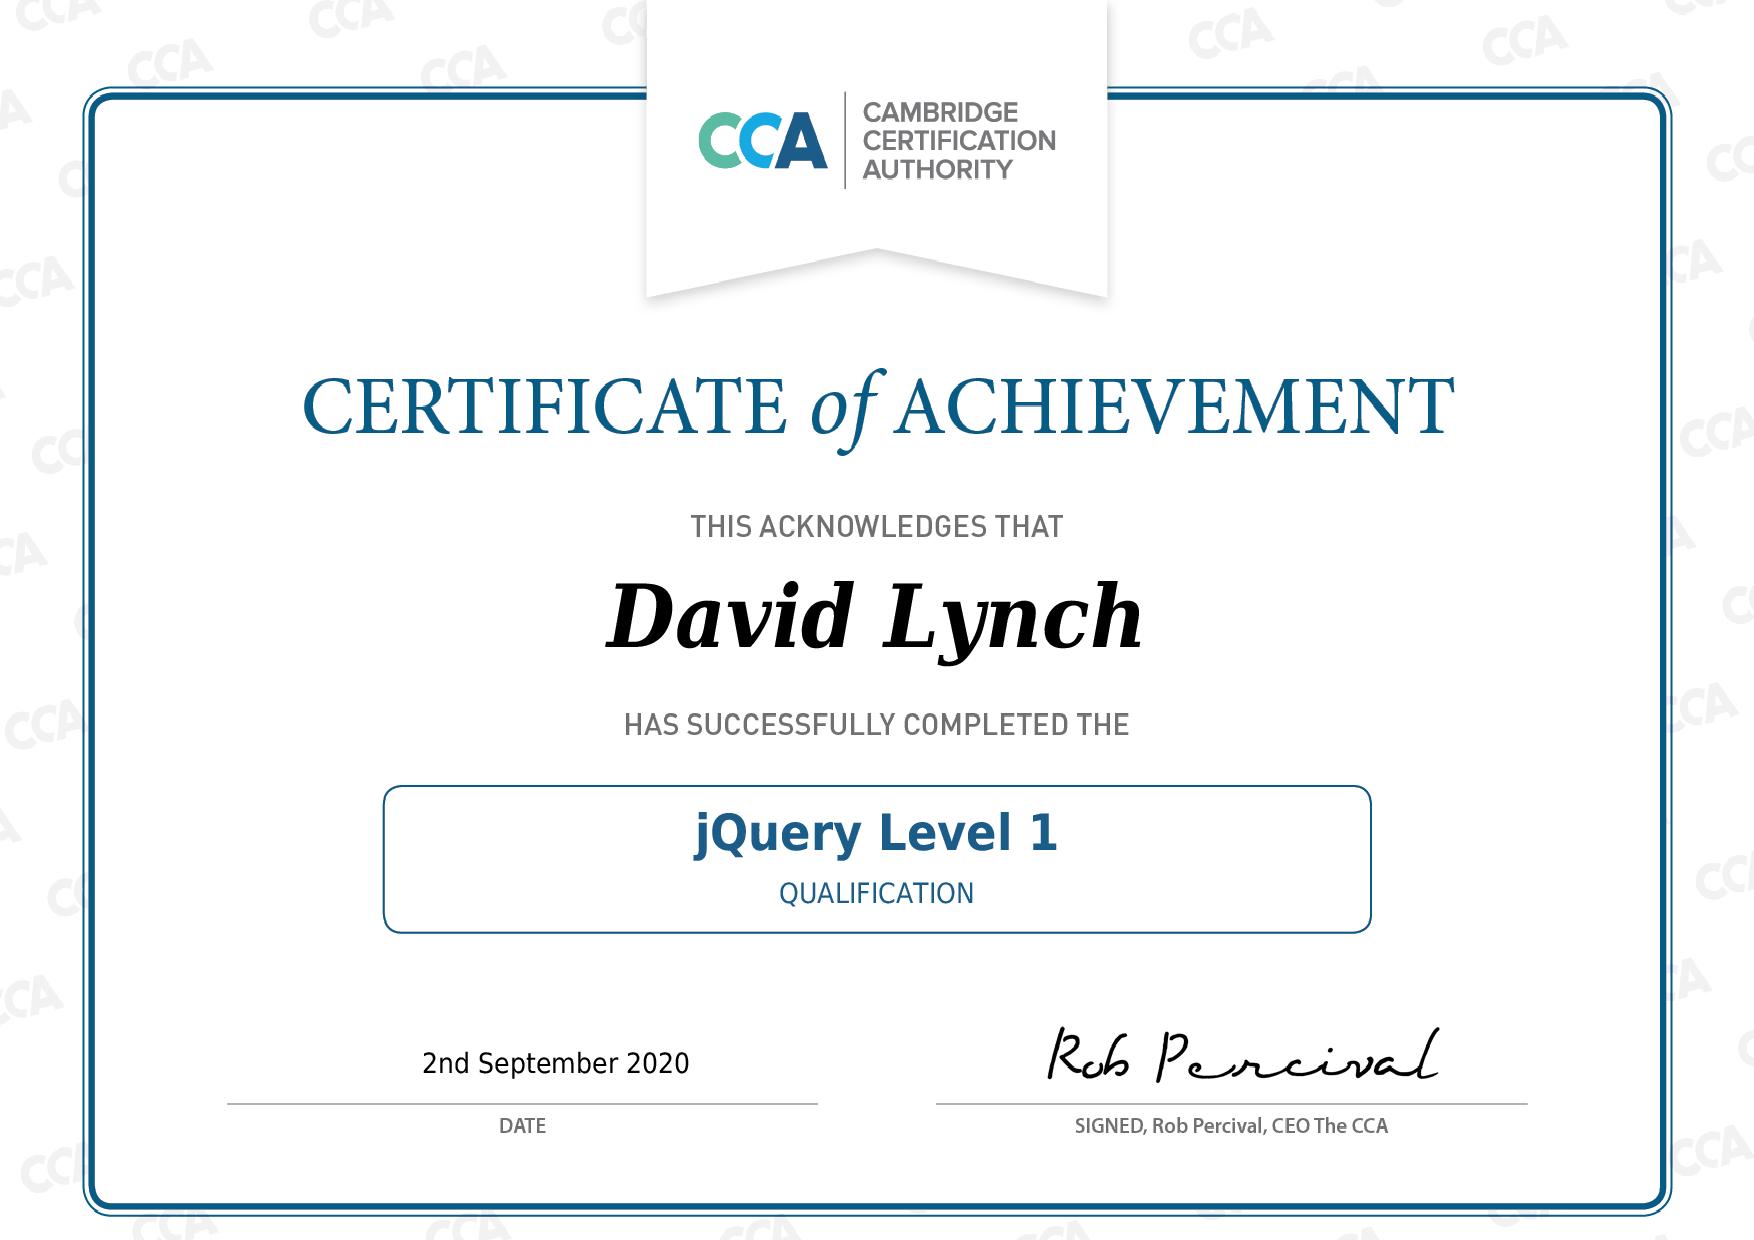 CCA
CAMBRIDGE
CERTIFICATION
AUTHORITY
CERTIFICATE of ACHIEVEMENT
THIS ACKNOWLEDGES THAT
David Lynch
HAS SUCCESSFULLY COMPLETED THE
jQuery Level 1
QUALIFICATION
2nd September 2020
Rob Percival
DATE
SIGNED, Rob Percival, CEO The CCA